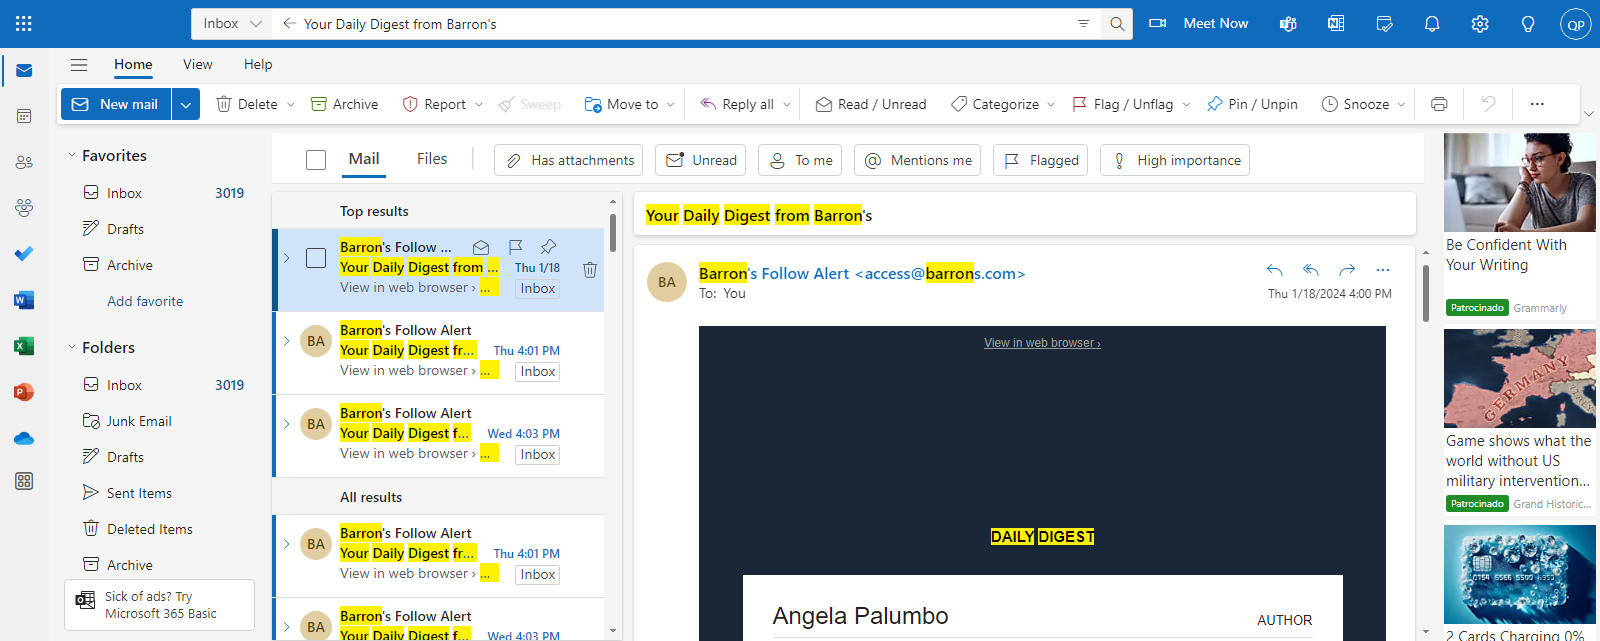 Inbox
Your Daily Digest from Barron's
Meet Now
QP
Home
View
Help
New mail
Delete
Archive
Report
Sweep
Move to
Reply all
Read / Unread
Categorize
Flag / Unflag
Pin / Unpin
Snooze
Favorites
Inbox 3019
Drafts
Archive
Add favorite
Folders
Inbox 3019
Junk Email
Drafts
Sent Items
Deleted Items
Archive
Sick of ads? Try
Microsoft 365 Basic
Mail
Files
Has attachments
Unread
To me
Mentions me
Flagged
High importance
Top results
Barron's Follow ...
Your Daily Digest from ... Thu 1/18
View in web browser › ... Inbox
BA
Barron's Follow Alert
Your Daily Digest fr... Thu 4:01 PM
View in web browser › ... Inbox
BA
Barron's Follow Alert
Your Daily Digest f... Wed 4:03 PM
View in web browser › ... Inbox
All results
BA
Barron's Follow Alert
Your Daily Digest fr... Thu 4:01 PM
View in web browser › ... Inbox
BA
Barron's Follow Alert
Your Daily Digest f... Wed 4:03 PM
Your Daily Digest from Barron's
BA
Barron's Follow Alert <access@barrons.com>
To: You
Thu 1/18/2024 4:00 PM
View in web browser ›
DAILY DIGEST
Angela Palumbo
AUTHOR
Be Confident With
Your Writing
Patrocinado Grammarly
GERMANY
Game shows what the
world without US
military intervention...
Patrocinado Grand Historic...
2 Cards Charging 0%